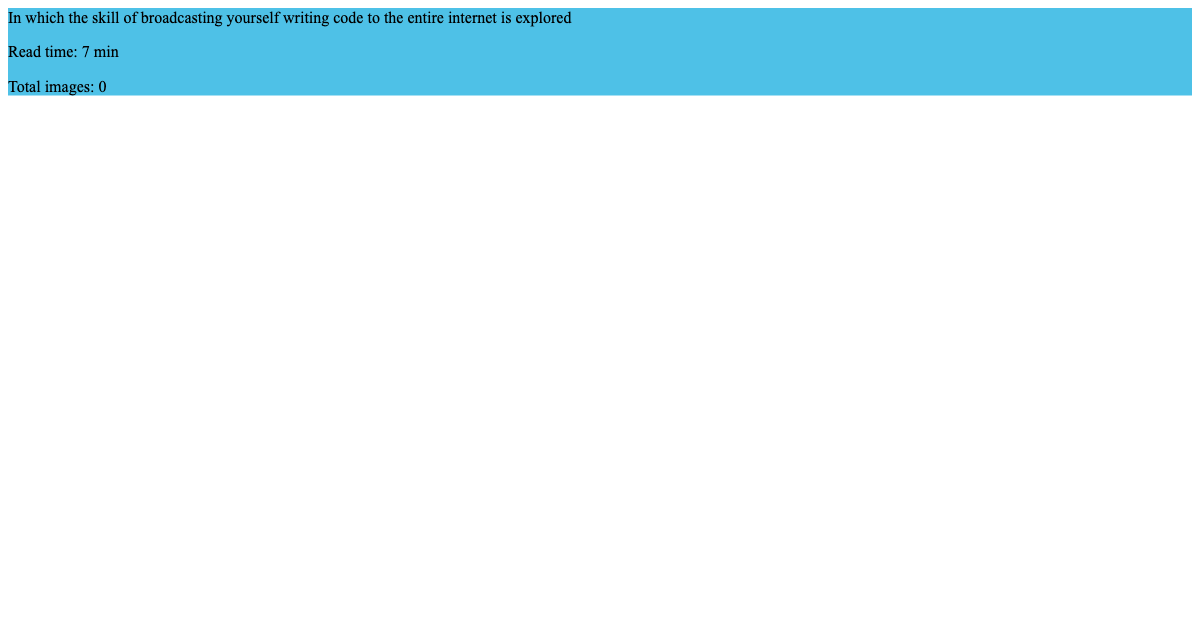 In which the skill of broadcasting yourself writing code to the entire internet is explored
Read time: 7 min
Total images: 0